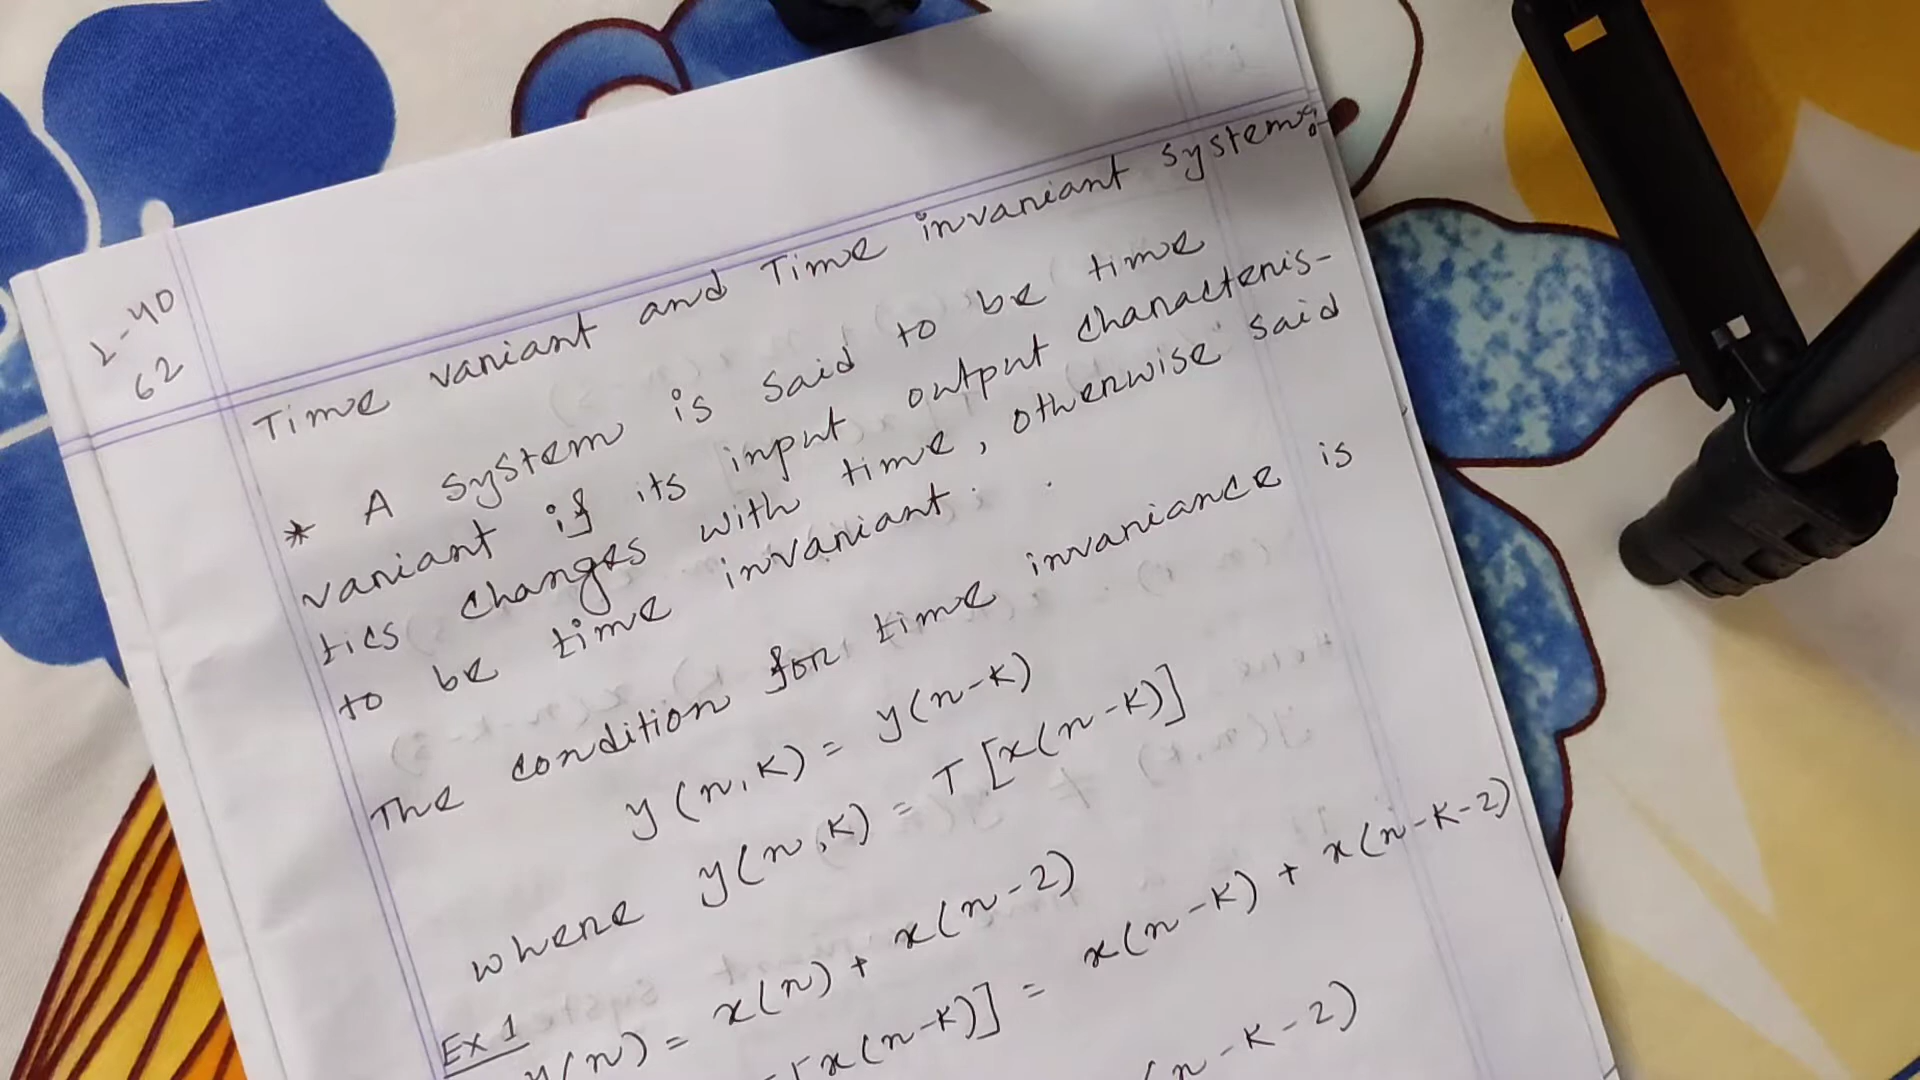 L-40
62
Time variant and Time invariant systems:-
* A system is said to be time
variant if its input output characteris-
tics changes with time, otherwise said
to be time invariant.
The condition for time invariance is
y(n,k) = y(n-k)
where y(n,k) = T[x(n-k)]
Ex 1
y(n) = x(n) + x(n-2)
[x(n-k)] = x(n-k) + x(n-k-2)
(n-k-2)